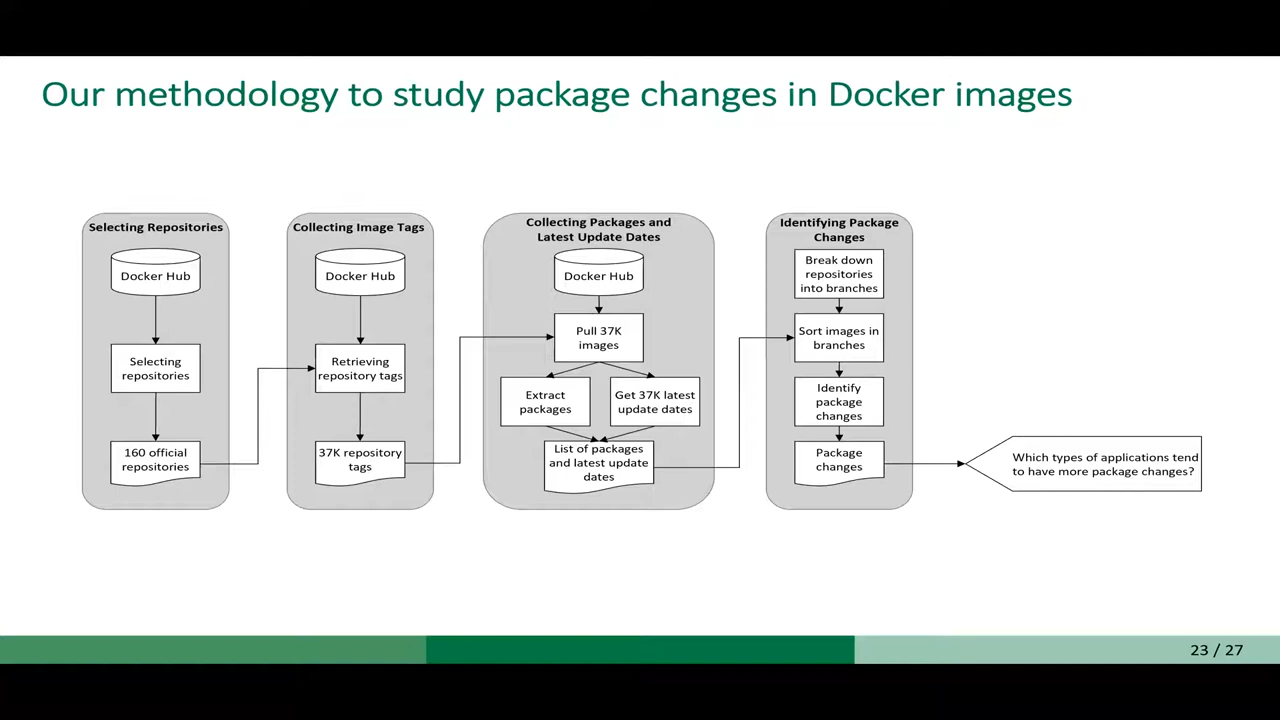 Our methodology to study package changes in Docker images
Selecting Repositories
Docker Hub
Selecting
repositories
160 official
repositories
Collecting Image Tags
Docker Hub
Retrieving
repository tags
37K repository
tags
Collecting Packages and
Latest Update Dates
Docker Hub
Pull 37K
images
Extract
packages
Get 37K latest
update dates
List of packages
and latest update
dates
Identifying Package
Changes
Break down
repositories
into branches
Sort images in
branches
Identify
package
changes
Package
changes
Which types of applications tend
to have more package changes?
23 / 27